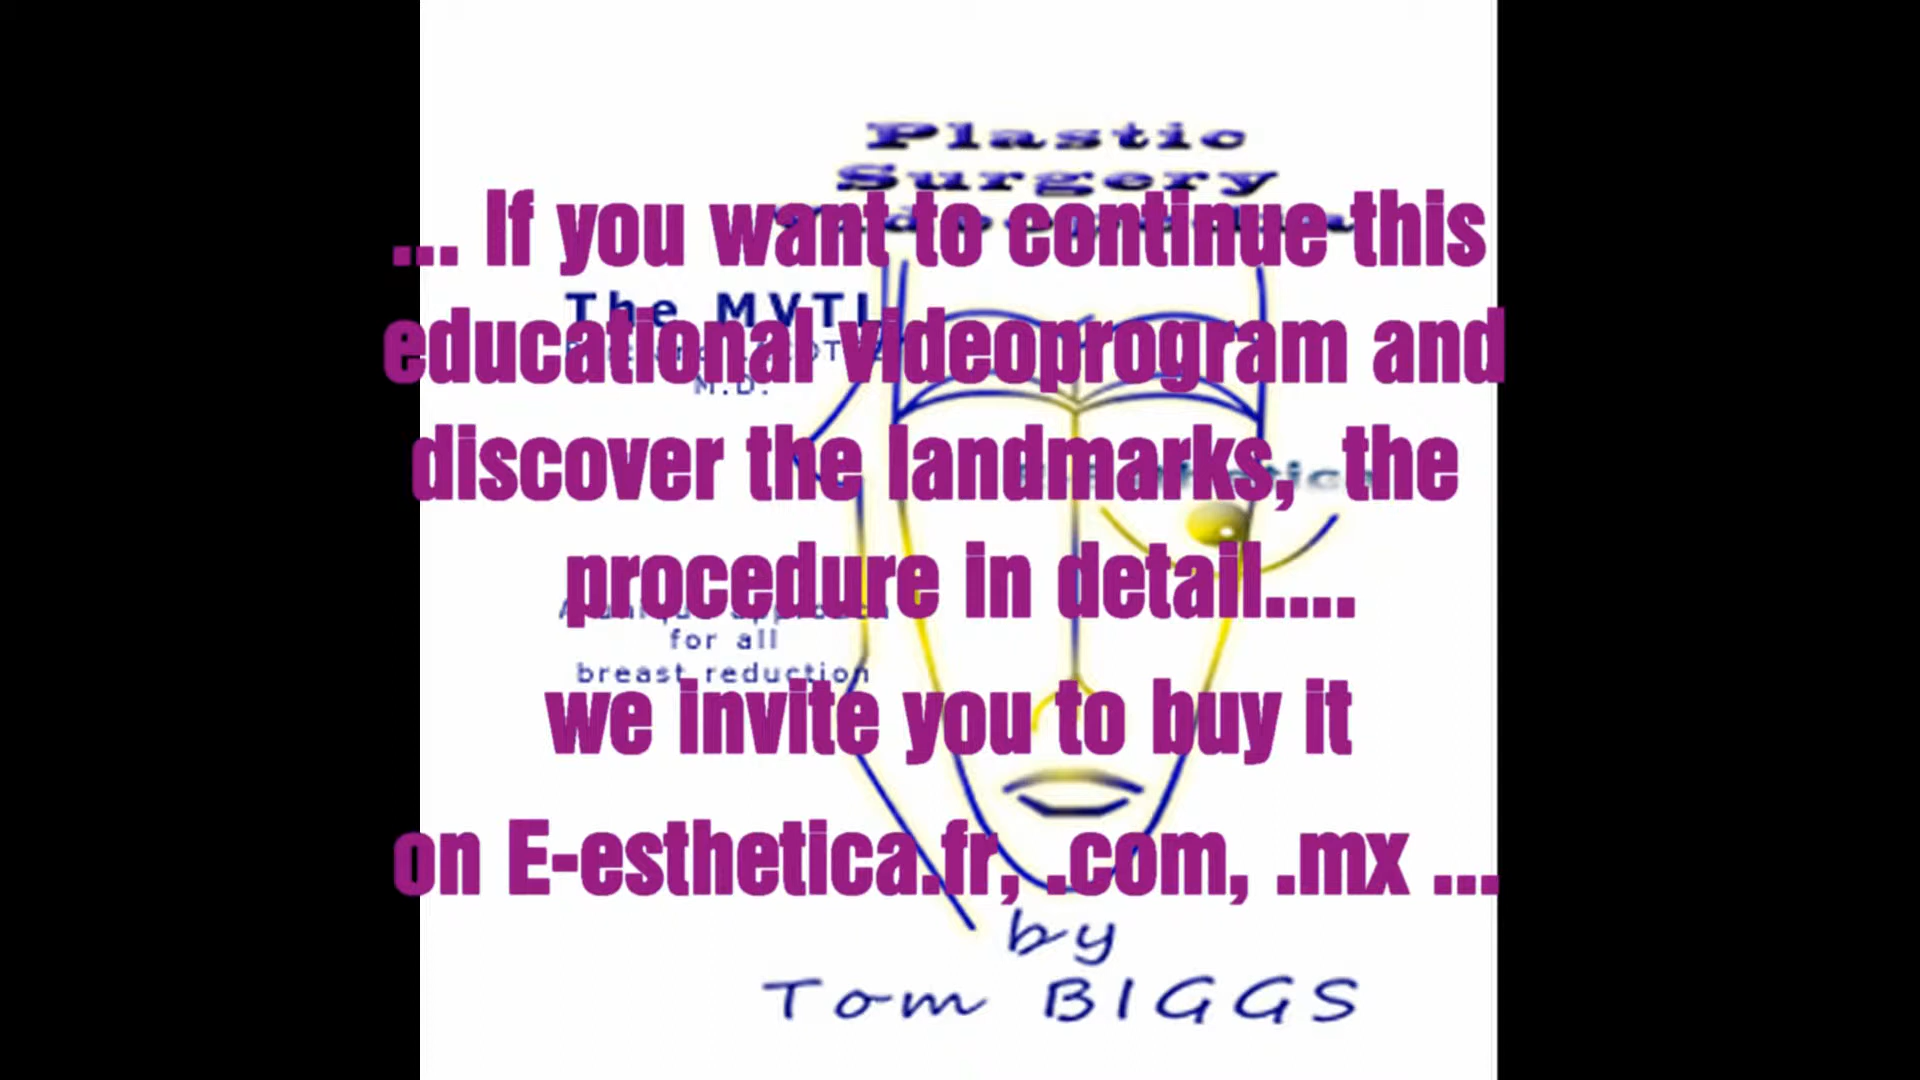 Plastic
Surgery
... If you want to continue this
The MVTL
educational videoprogram and
M.D.
discover the landmarks, the
procedure in detail....
for all
breast reduction
we invite you to buy it
on E-esthetica.fr, .com, .mx ...
by
Tom BIGGS